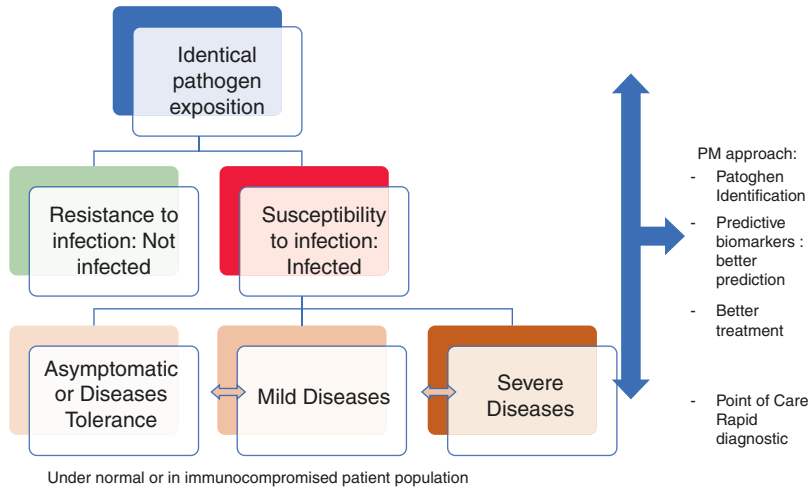 Identical
pathogen
exposition
Resistance to
infection: Not
infected
Susceptibility
to infection:
Infected
Asymptomatic
or Diseases
Tolerance
Mild Diseases
Severe
Diseases
Under normal or in immunocompromised patient population
PM approach:
- Patoghen
Identification
- Predictive
biomarkers :
better
prediction
- Better
treatment
- Point of Care
Rapid
diagnostic